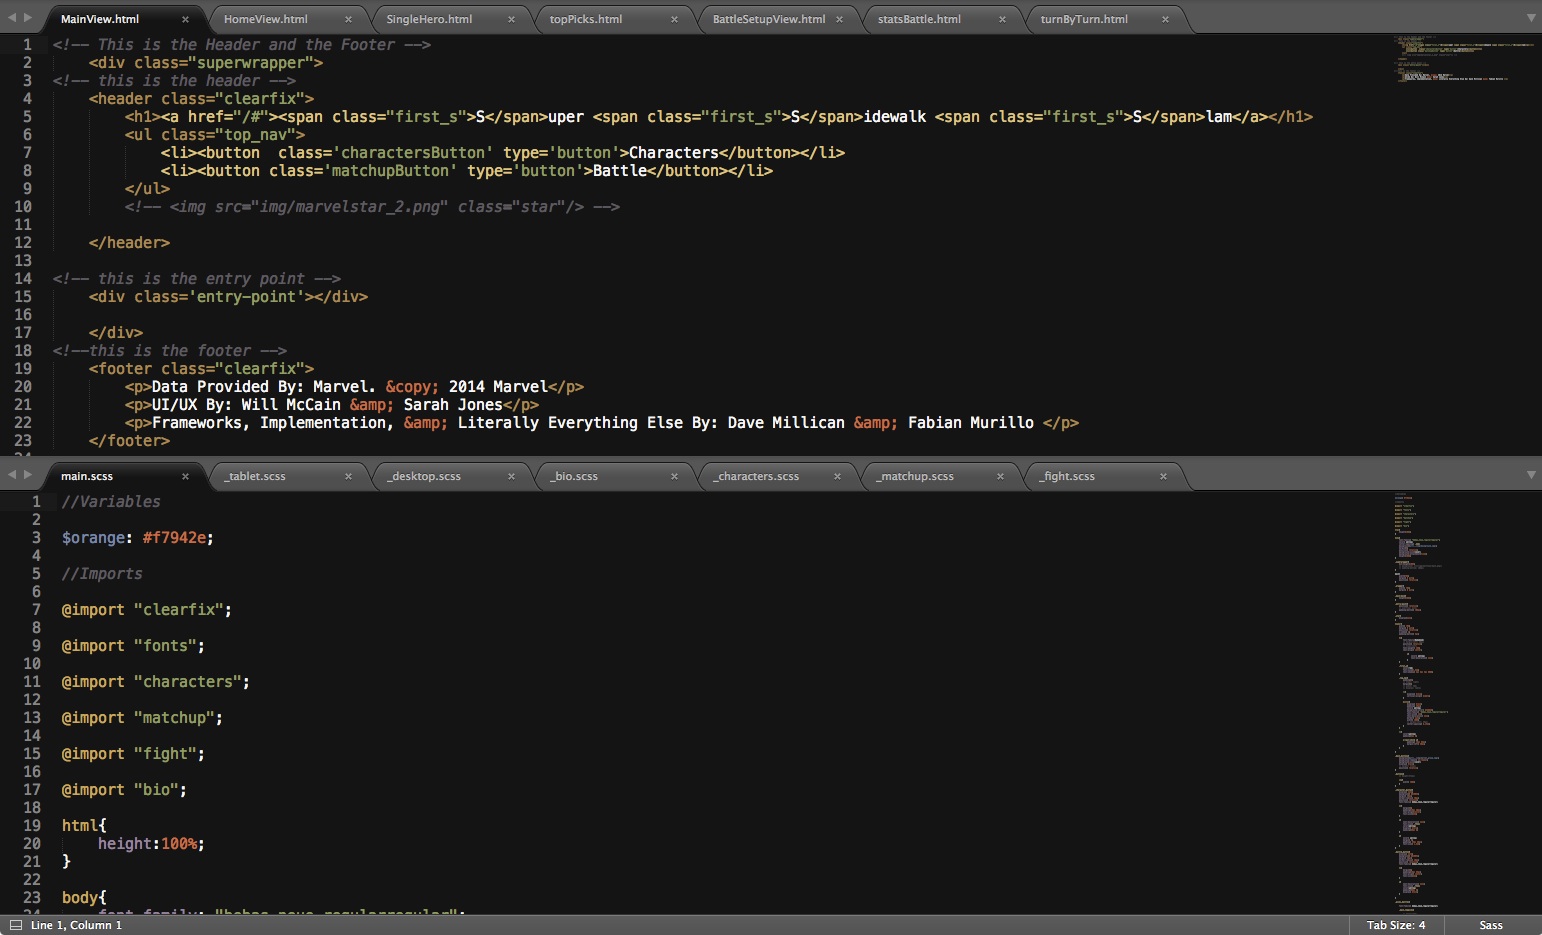 MainView.html × HomeView.html × SingleHero.html × topPicks.html × BattleSetupView.html × statsBattle.html × turnByTurn.html ×
1 <!-- This is the Header and the Footer -->
2 <div class="superwrapper">
3 <!-- this is the header -->
4 <header class="clearfix">
5 <h1><a href="/#"><span class="first_s">S</span>uper <span class="first_s">S</span>idewalk <span class="first_s">S</span>lam</a></h1>
6 <ul class="top_nav">
7 <li><button  class='charactersButton' type='button'>Characters</button></li>
8 <li><button class='matchupButton' type='button'>Battle</button></li>
9 </ul>
10 <!-- <img src="img/marvelstar_2.png" class="star"/> -->
11
12 </header>
13
14 <!-- this is the entry point -->
15 <div class='entry-point'></div>
16
17 </div>
18 <!--this is the footer -->
19 <footer class="clearfix">
20 <p>Data Provided By: Marvel. &copy; 2014 Marvel</p>
21 <p>UI/UX By: Will McCain &amp; Sarah Jones</p>
22 <p>Frameworks, Implementation, &amp; Literally Everything Else By: Dave Millican &amp; Fabian Murillo </p>
23 </footer>
24
main.scss × _tablet.scss × _desktop.scss × _bio.scss × _characters.scss × _matchup.scss × _fight.scss ×
1 //Variables
2
3 $orange: #f7942e;
4
5 //Imports
6
7 @import "clearfix";
8
9 @import "fonts";
10
11 @import "characters";
12
13 @import "matchup";
14
15 @import "fight";
16
17 @import "bio";
18
19 html{
20 height:100%;
21 }
22
23 body{
24 font-family: "bebas_neue_regularregular";
Line 1, Column 1 Tab Size: 4 Sass